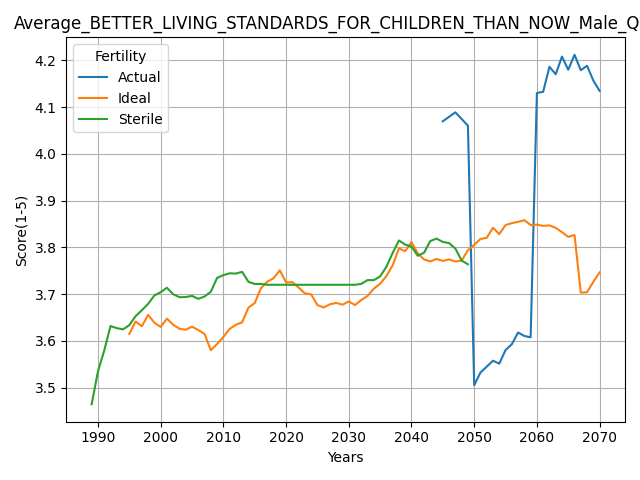 Average_BETTER_LIVING_STANDARDS_FOR_CHILDREN_THAN_NOW_Male_Q
Fertility
Actual
Ideal
Sterile
Score(1-5)
4.2
4.1
4.0
3.9
3.8
3.7
3.6
3.5
1990 2000 2010 2020 2030 2040 2050 2060 2070
Years